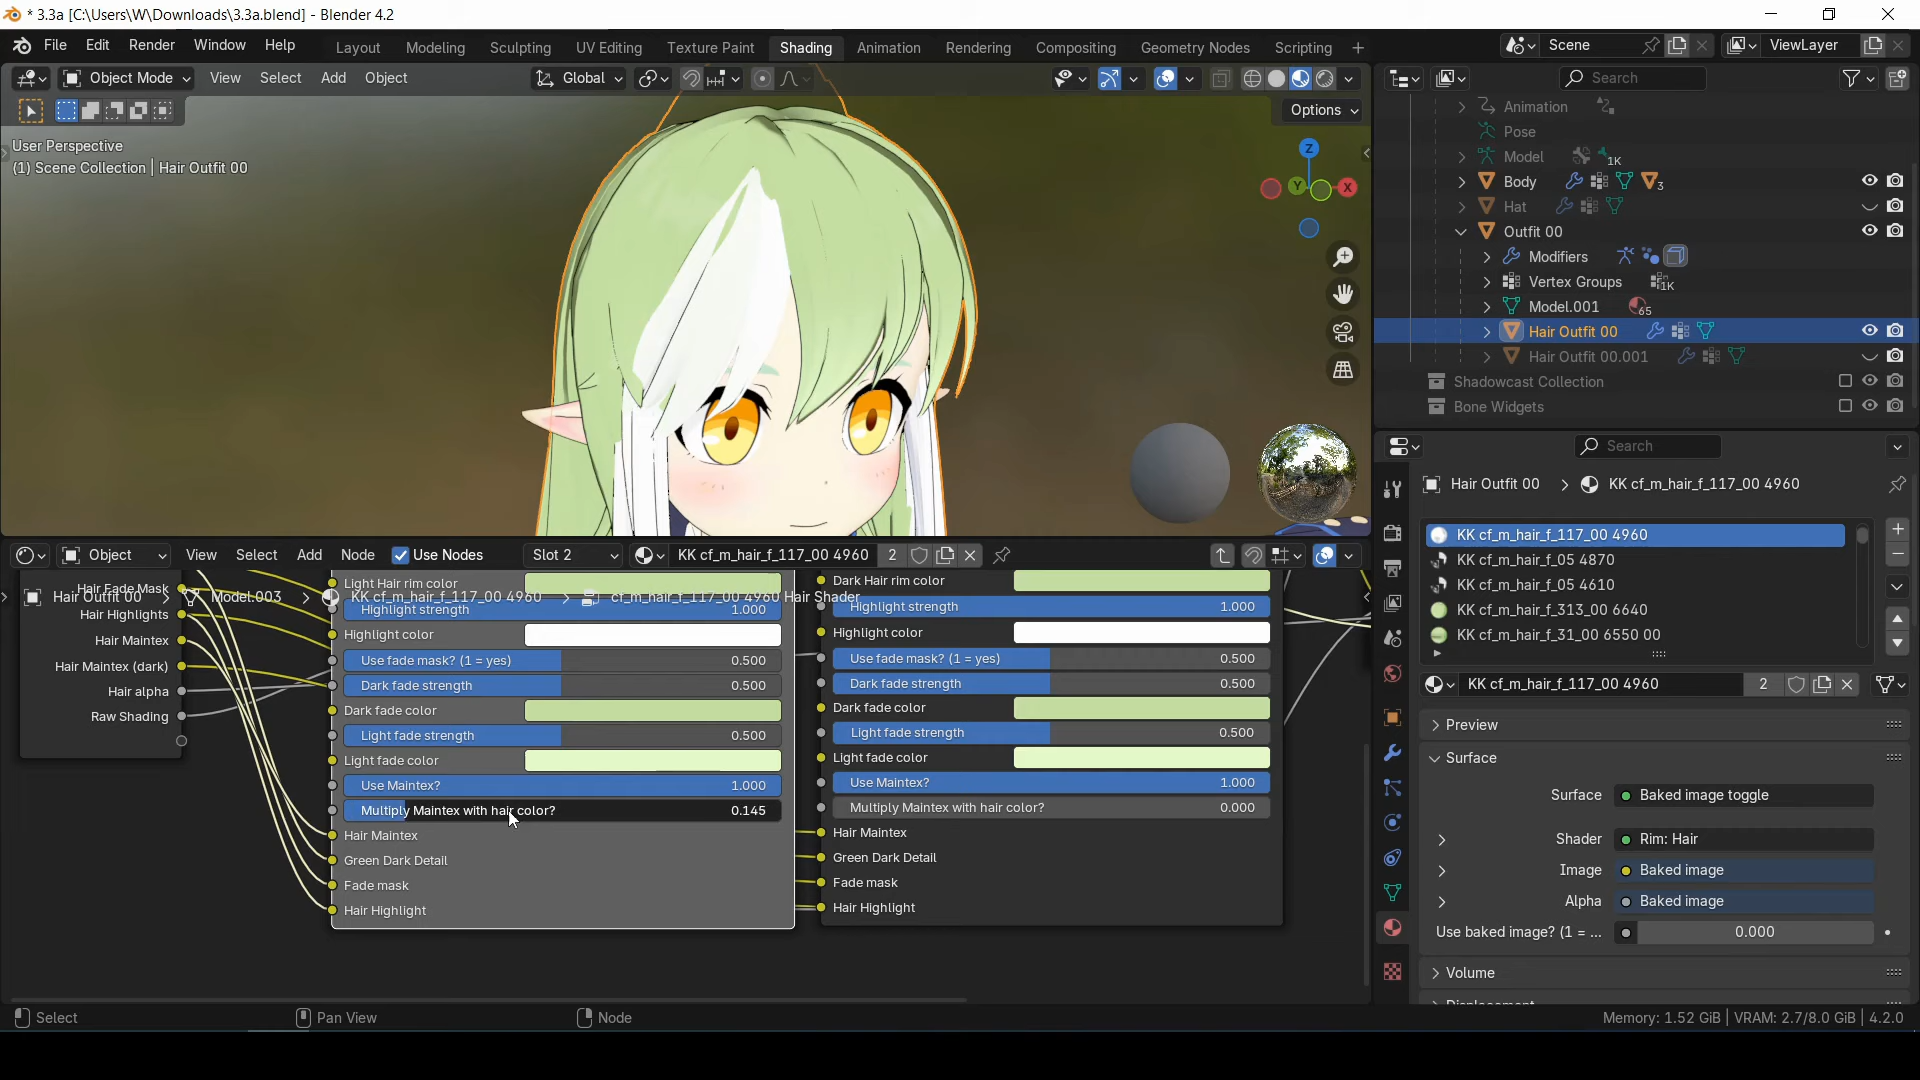 * 3.3a [C:\Users\W\Downloads\3.3a.blend] - Blender 4.2
File Edit Render Window Help
Layout Modeling Sculpting UV Editing Texture Paint Shading Animation Rendering Compositing Geometry Nodes Scripting
Scene
ViewLayer
Object Mode View Select Add Object
Global
Search
Options
User Perspective
(1) Scene Collection | Hair Outfit 00
Z
Y
X
Animation
Pose
Model 1K
Body 3
Hat
Outfit 00
Modifiers
Vertex Groups 1K
Model.001 65
Hair Outfit 00
Hair Outfit 00.001
Shadowcast Collection
Bone Widgets
Search
Hair Outfit 00 > KK cf_m_hair_f_117_00 4960
KK cf_m_hair_f_117_00 4960
KK cf_m_hair_f_05 4870
KK cf_m_hair_f_05 4610
KK cf_m_hair_f_313_00 6640
KK cf_m_hair_f_31_00 6550 00
KK cf_m_hair_f_117_00 4960 2
Preview
Surface
Surface Baked image toggle
Shader Rim: Hair
Image Baked image
Alpha Baked image
Use baked image? (1 = ... 0.000
Volume
Object View Select Add Node Use Nodes Slot 2 KK cf_m_hair_f_117_00 4960 2
Hair Outfit 00 > Model.003 > KK cf_m_hair_f_117_00 4960 > cf_m_hair_f_117_00 4960 Hair Shader
Hair Fade Mask
Hair Highlights
Hair Maintex
Hair Maintex (dark)
Hair alpha
Raw Shading
Light Hair rim color
Highlight strength 1.000
Highlight color
Use fade mask? (1 = yes) 0.500
Dark fade strength 0.500
Dark fade color
Light fade strength 0.500
Light fade color
Use Maintex? 1.000
Multiply Maintex with hair color? 0.145
Hair Maintex
Green Dark Detail
Fade mask
Hair Highlight
Dark Hair rim color
Highlight strength 1.000
Highlight color
Use fade mask? (1 = yes) 0.500
Dark fade strength 0.500
Dark fade color
Light fade strength 0.500
Light fade color
Use Maintex? 1.000
Multiply Maintex with hair color? 0.000
Hair Maintex
Green Dark Detail
Fade mask
Hair Highlight
Select
Pan View
Node
Memory: 1.52 GiB | VRAM: 2.7/8.0 GiB | 4.2.0